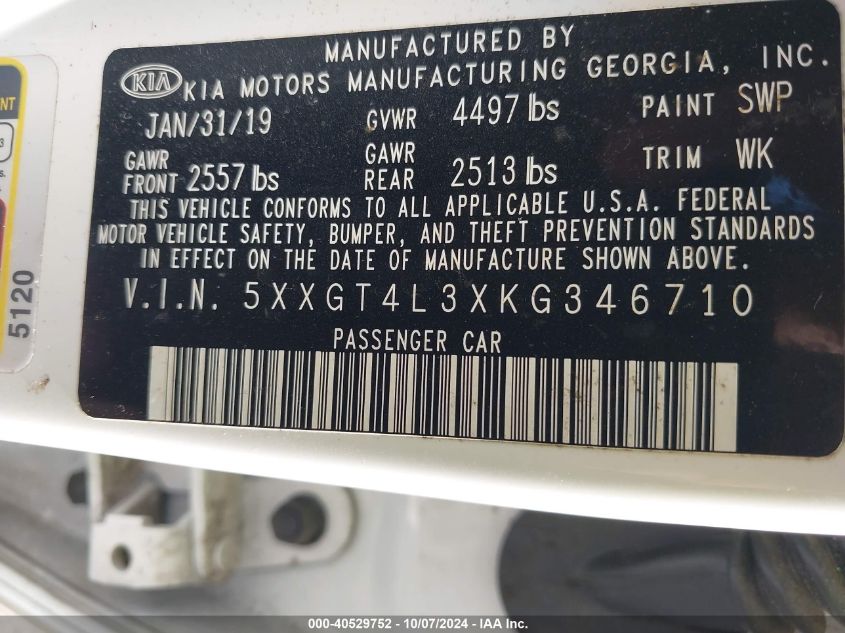 MANUFACTURED BY
KIA KIA MOTORS MANUFACTURING GEORGIA, INC.
JAN/31/19 GVWR 4497 lbs PAINT SWP
GAWR FRONT 2557 lbs GAWR REAR 2513 lbs TRIM WK
THIS VEHICLE CONFORMS TO ALL APPLICABLE U.S.A. FEDERAL
MOTOR VEHICLE SAFETY, BUMPER, AND THEFT PREVENTION STANDARDS
IN EFFECT ON THE DATE OF MANUFACTURE SHOWN ABOVE.
V.I.N. 5XXGT4L3XKG346710
PASSENGER CAR
5120
000-40529752 - 10/07/2024 - IAA Inc.